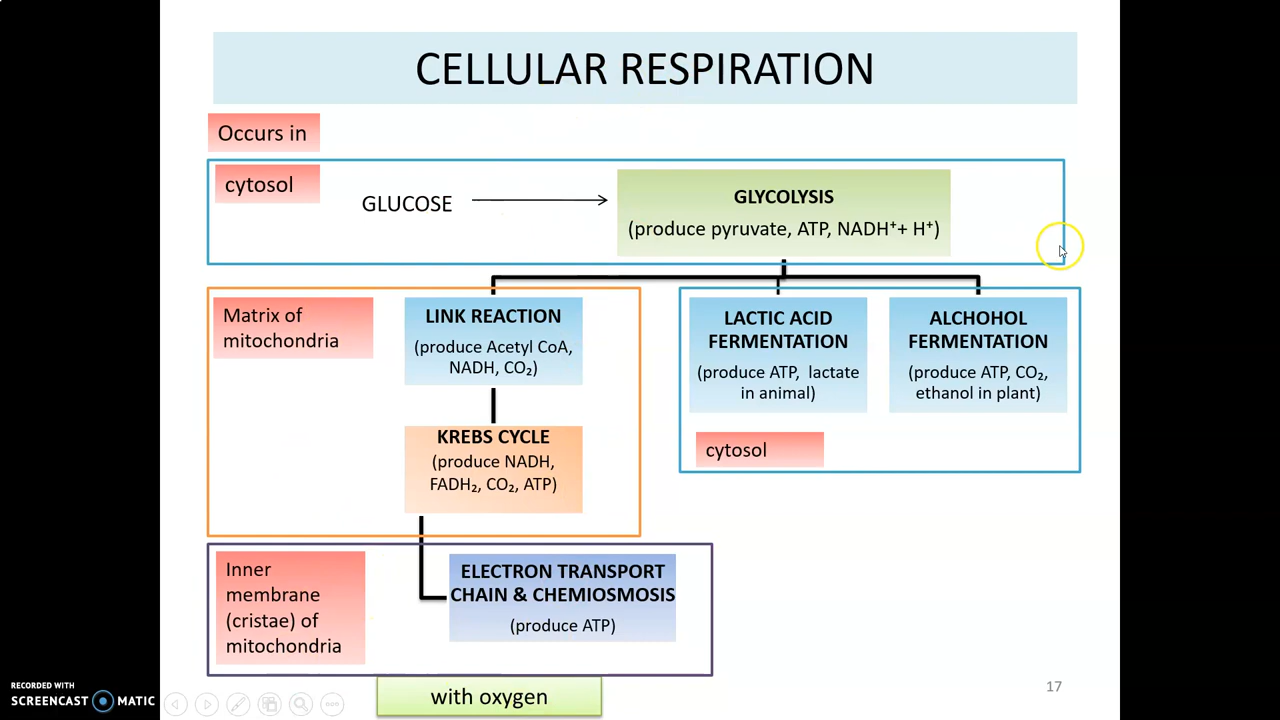 CELLULAR RESPIRATION
Occurs in
cytosol
GLUCOSE
GLYCOLYSIS
(produce pyruvate, ATP, NADH⁺+ H⁺)
Matrix of
mitochondria
LINK REACTION
(produce Acetyl CoA,
NADH, CO₂)
KREBS CYCLE
(produce NADH,
FADH₂, CO₂, ATP)
LACTIC ACID
FERMENTATION
(produce ATP, lactate
in animal)
ALCHOHOL
FERMENTATION
(produce ATP, CO₂,
ethanol in plant)
cytosol
Inner
membrane
(cristae) of
mitochondria
ELECTRON TRANSPORT
CHAIN & CHEMIOSMOSIS
(produce ATP)
with oxygen
17
RECORDED WITH
SCREENCAST MATIC